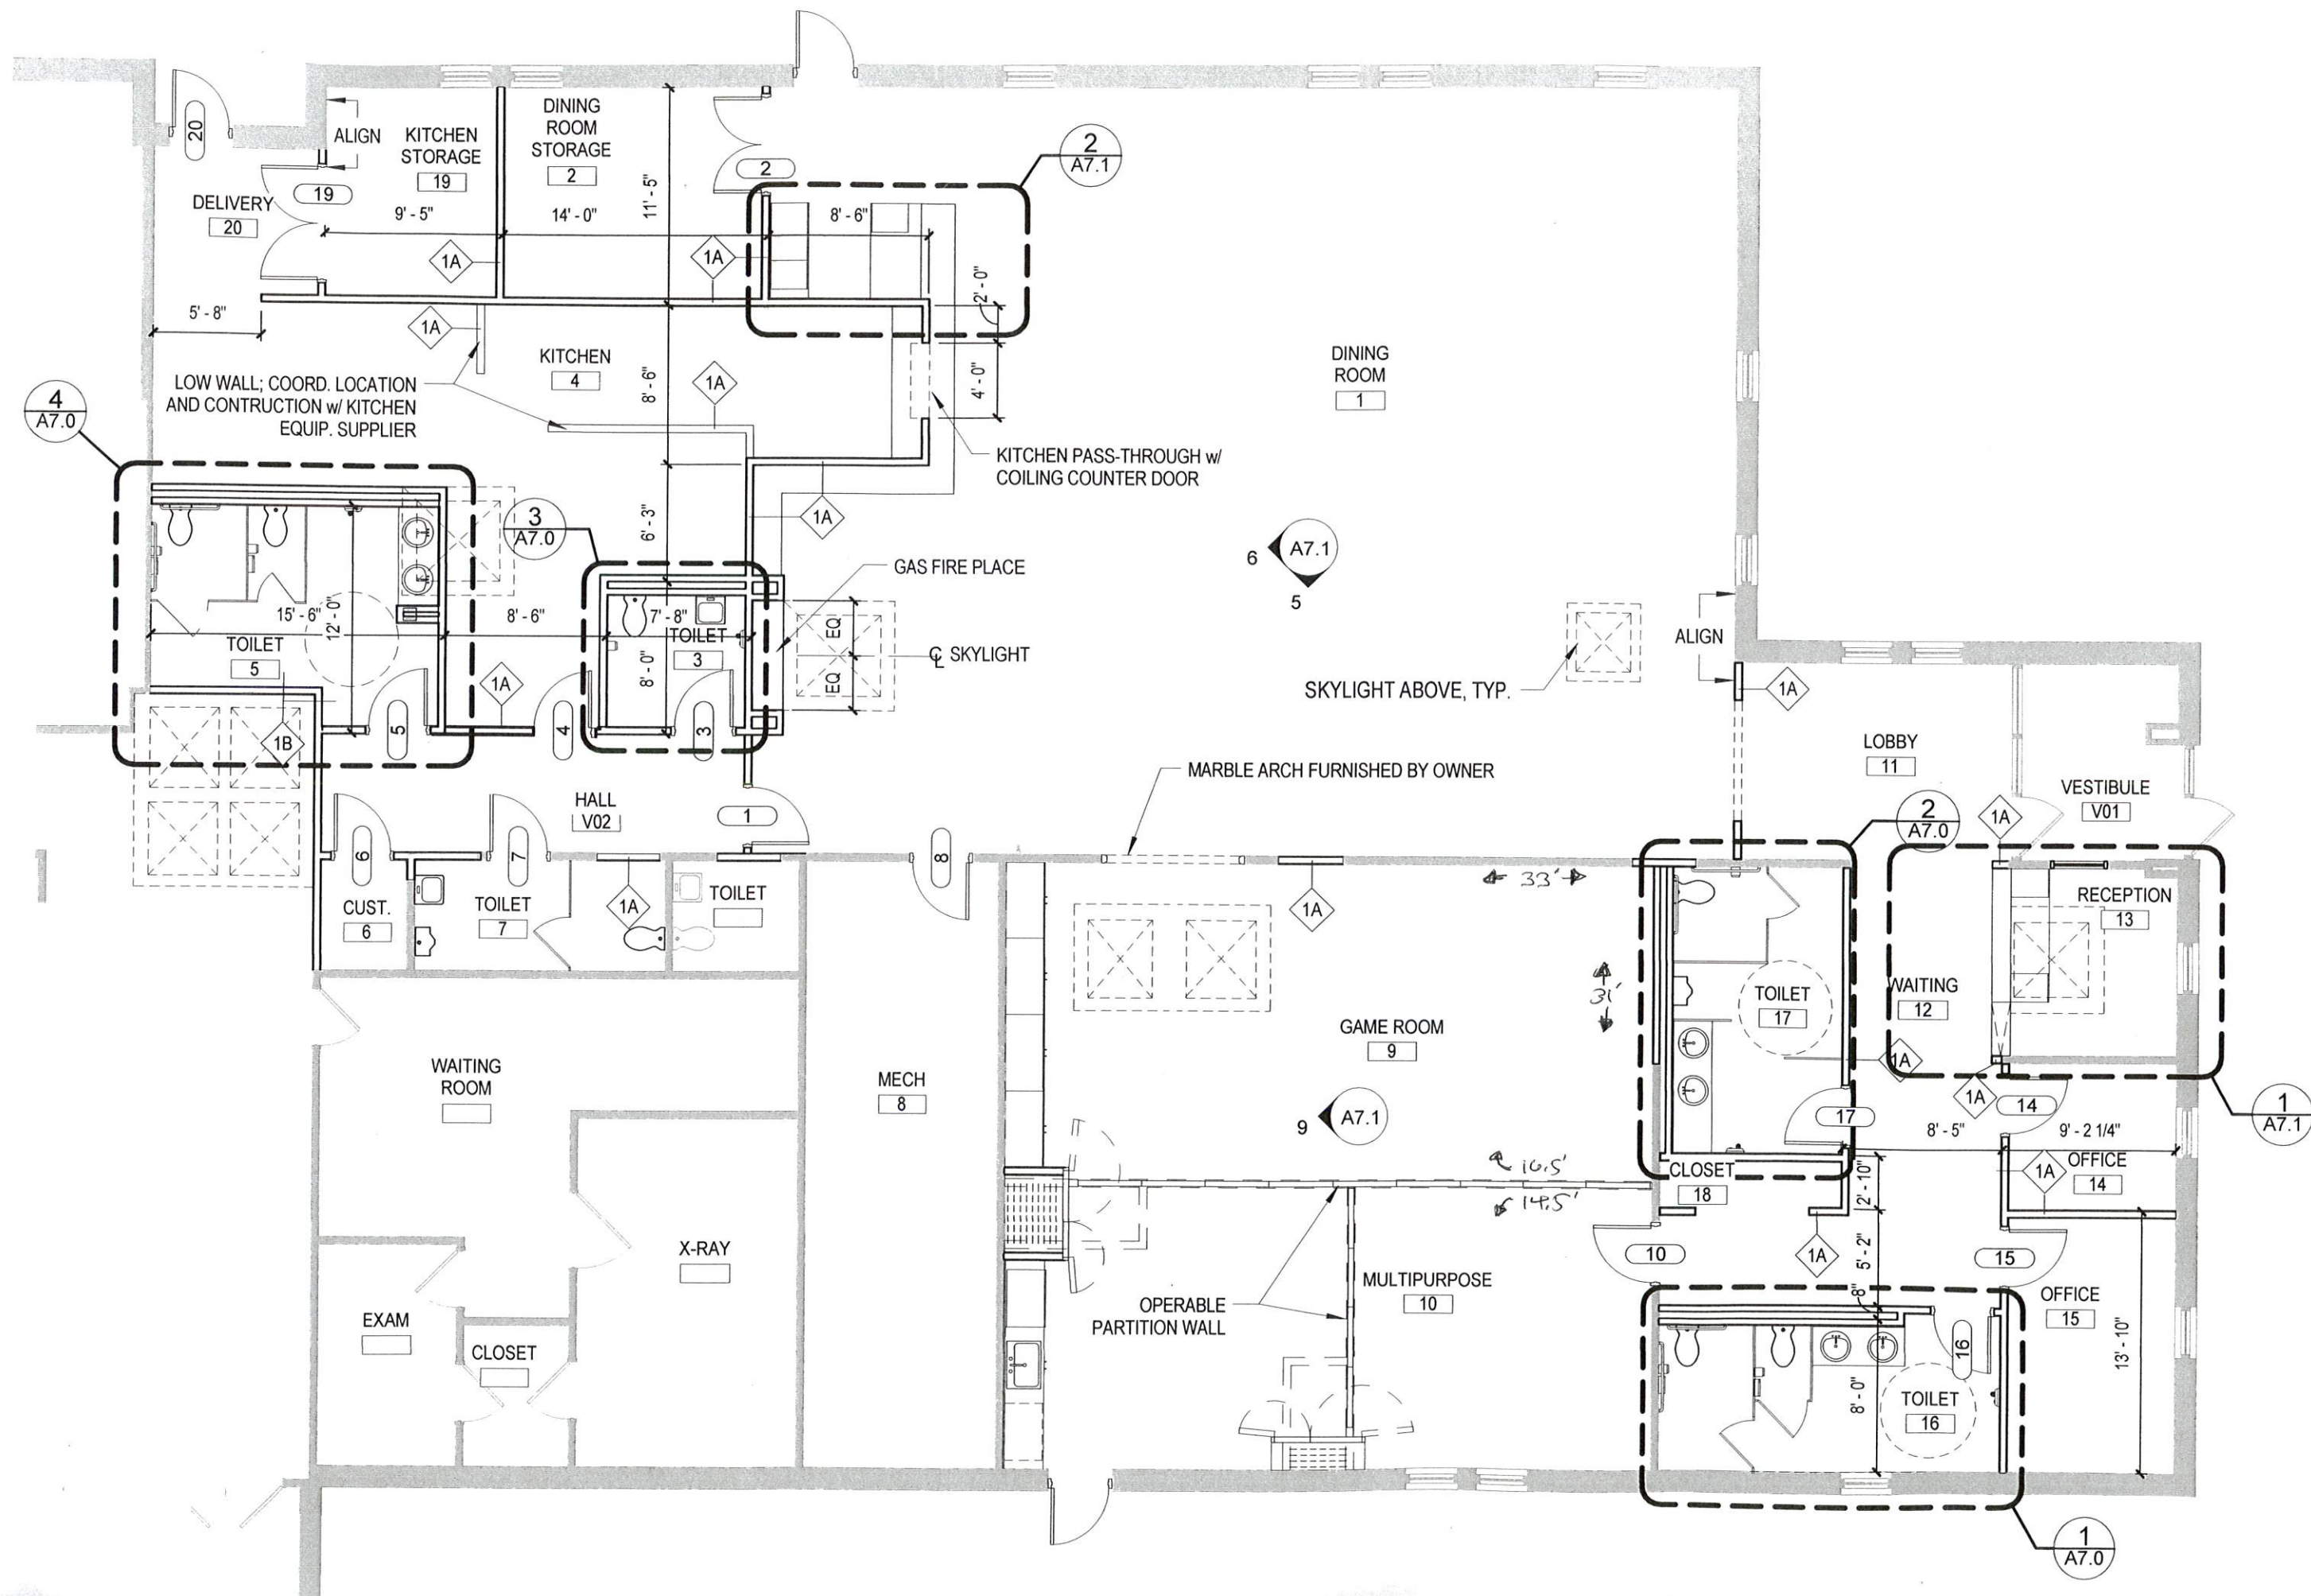 20
ALIGN
KITCHEN
STORAGE
19
DINING
ROOM
STORAGE
2
2
2
A7.1
19
DELIVERY
20
9' - 5"
14' - 0"
11' - 5"
8' - 6"
1A
1A
2' - 0"
5' - 8"
1A
KITCHEN
4
1A
8' - 6"
4' - 0"
DINING
ROOM
1
4
A7.0
LOW WALL; COORD. LOCATION
AND CONTRUCTION w/ KITCHEN
EQUIP. SUPPLIER
KITCHEN PASS-THROUGH w/
COILING COUNTER DOOR
3
A7.0
6' - 3"
1A
GAS FIRE PLACE
6
A7.1
5
15' - 6"
12' - 0"
8' - 6"
7' - 8"
TOILET
3
8' - 0"
EQ
EQ
CL SKYLIGHT
TOILET
5
1A
1B
5
4
3
ALIGN
SKYLIGHT ABOVE, TYP.
1A
LOBBY
11
VESTIBULE
V01
MARBLE ARCH FURNISHED BY OWNER
HALL
V02
1
2
A7.0
1A
6
7
8
CUST.
6
TOILET
7
1A
TOILET
33'
1A
RECEPTION
13
31'
TOILET
17
WAITING
12
GAME ROOM
9
1A
WAITING
ROOM
MECH
8
9
A7.1
17
1A
14
1
A7.1
8' - 5"
9' - 2 1/4"
16.5'
14.5'
CLOSET
18
2' - 10"
1A
OFFICE
14
X-RAY
10
1A
5' - 2"
15
MULTIPURPOSE
10
OPERABLE
PARTITION WALL
8"
OFFICE
15
EXAM
CLOSET
16
13' - 10"
8' - 0"
TOILET
16
1
A7.0